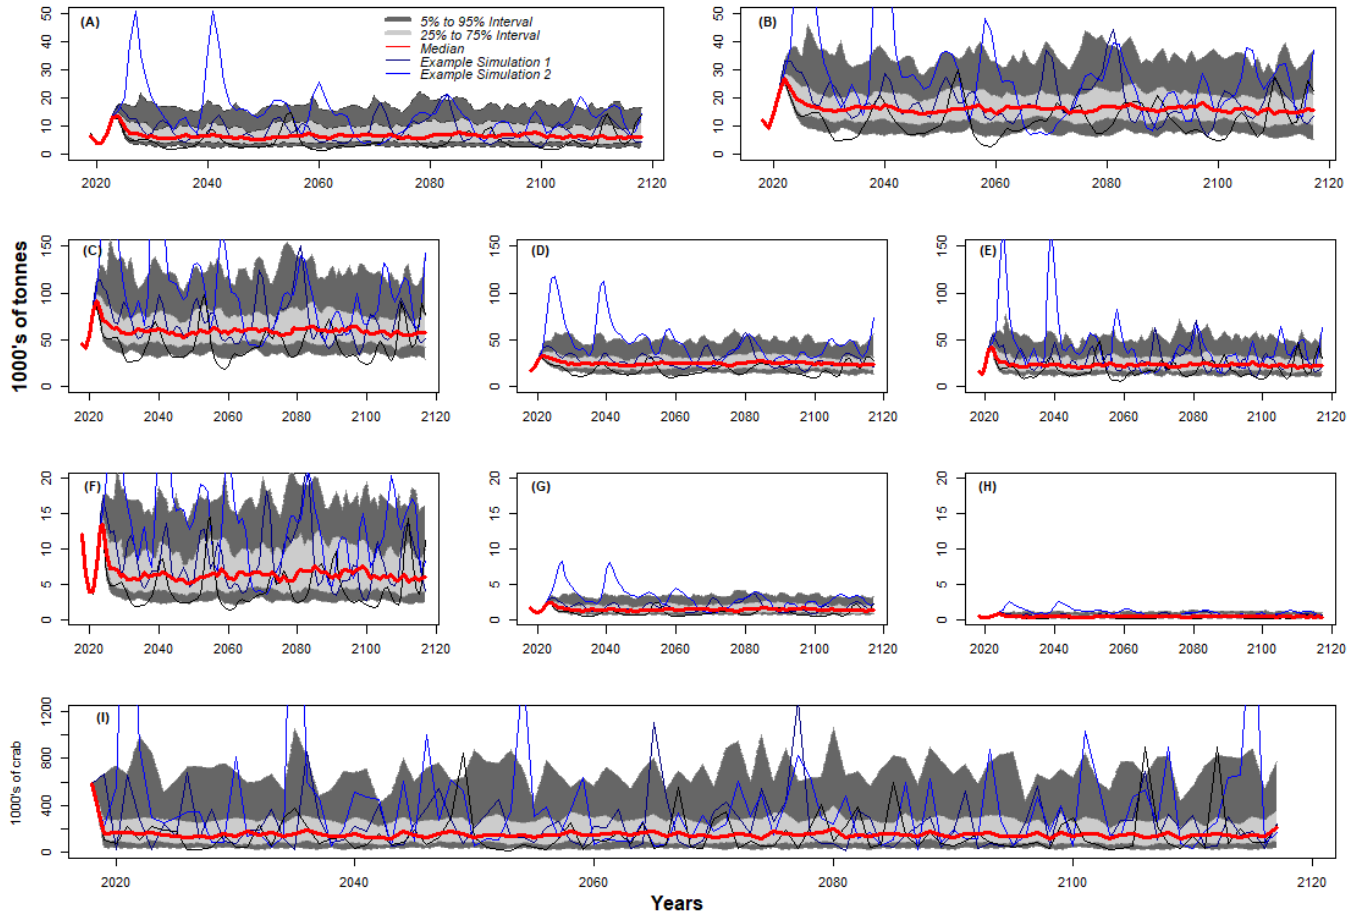 (A)
5% to 95% Interval
25% to 75% Interval
Median
Example Simulation 1
Example Simulation 2
0 10 20 30 40 50
2020 2040 2060 2080 2100 2120
(B)
0 10 20 30 40 50
2020 2040 2060 2080 2100 2120
1000's of tonnes
(C)
0 50 100 150
2020 2040 2060 2080 2100 2120
(D)
0 50 100 150
2020 2040 2060 2080 2100 2120
(E)
0 50 100 150
2020 2040 2060 2080 2100 2120
(F)
0 5 10 15 20
2020 2040 2060 2080 2100 2120
(G)
0 5 10 15 20
2020 2040 2060 2080 2100 2120
(H)
0 5 10 15 20
2020 2040 2060 2080 2100 2120
1000's of crab
(I)
0 400 800 1200
2020 2040 2060 2080 2100 2120
Years